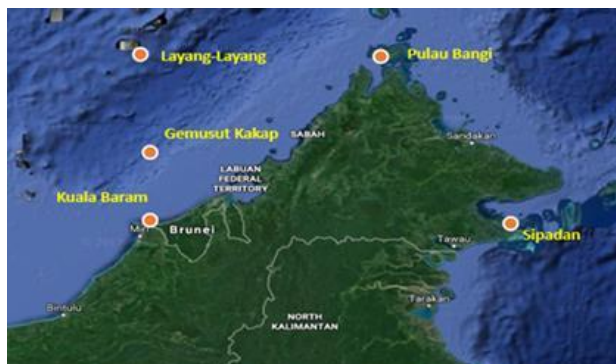 Layang-Layang
Pulau Bangi
Gemusut Kakap
SABAH
Sandakan
LABUAN
FEDERAL
TERRITORY
Kuala Baram
Miri
Brunei
Sipadan
Tawau
Tarakan
Bintulu
NORTH
KALIMANTAN